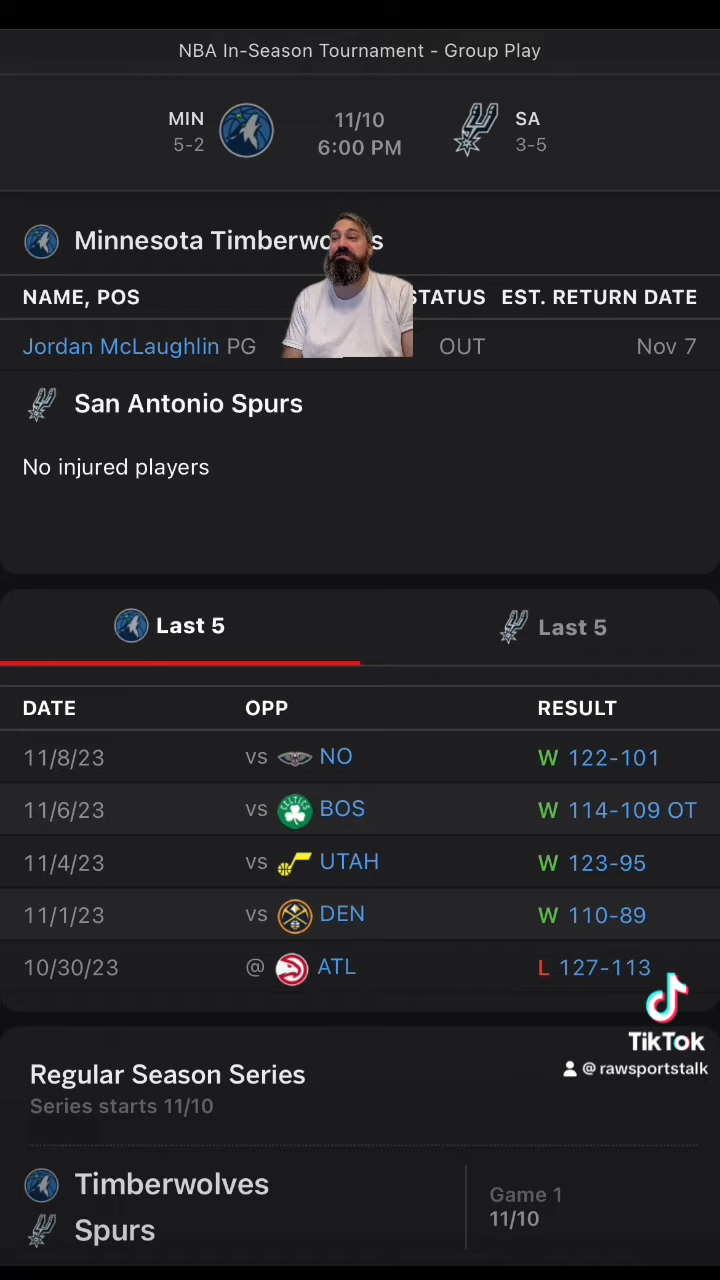 NBA In-Season Tournament - Group Play
MIN 11/10 SA
5-2 6:00 PM 3-5
Minnesota Timberwo s
NAME, POS STATUS EST. RETURN DATE
Jordan McLaughlin PG OUT Nov 7
San Antonio Spurs
No injured players
Last 5 Last 5
DATE OPP RESULT
11/8/23 vs NO W 122-101
11/6/23 vs CELTICS BOS W 114-109 OT
11/4/23 vs UTAH W 123-95
11/1/23 vs DEN W 110-89
10/30/23 @ ATL L 127-113
TikTok
@rawsportstalk
Regular Season Series
Series starts 11/10
Timberwolves Game 1
Spurs 11/10